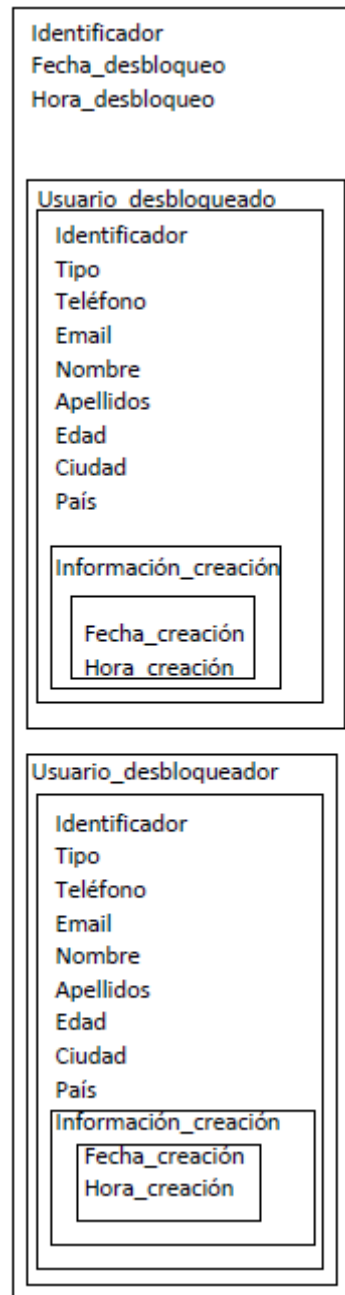 Identificador
Fecha_desbloqueo
Hora_desbloqueo
Usuario_desbloqueado
Identificador
Tipo
Teléfono
Email
Nombre
Apellidos
Edad
Ciudad
País
Información_creación
Fecha_creación
Hora_creación
Usuario_desbloqueador
Identificador
Tipo
Teléfono
Email
Nombre
Apellidos
Edad
Ciudad
País
Información_creación
Fecha_creación
Hora_creación